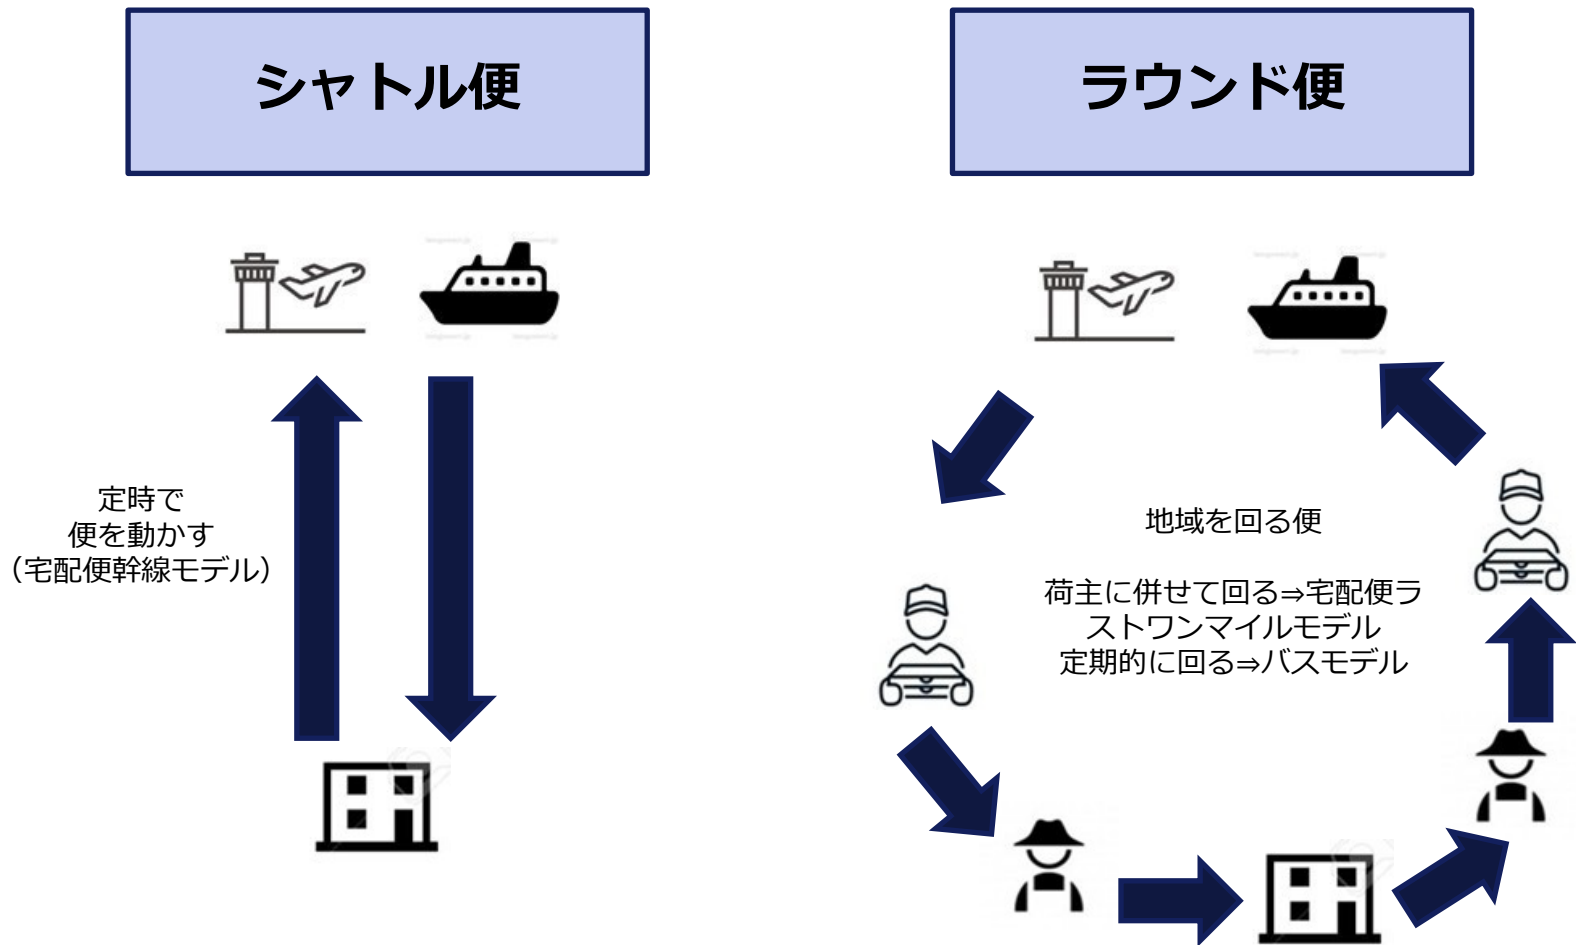 シャトル便
ラウンド便
定時で
便を動かす
（宅配便幹線モデル）
地域を回る便
荷主に併せて回る⇒宅配便ラ
ストワンマイルモデル
定期的に回る⇒バスモデル